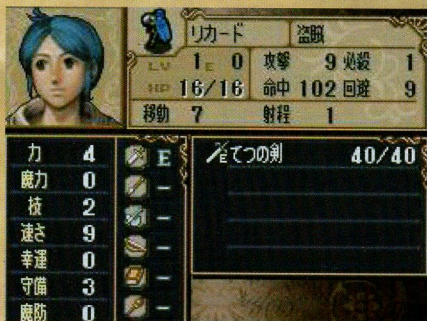 リカード 盗賊
LV 1 E 0 攻撃 9 必殺 1
HP 16/16 命中 102 回避 9
移動 7 射程 1
力 4 E E てつの剣 40/40
魔力 0 -
技 2 -
速さ 9 -
幸運 0 -
守備 3 -
魔防 0